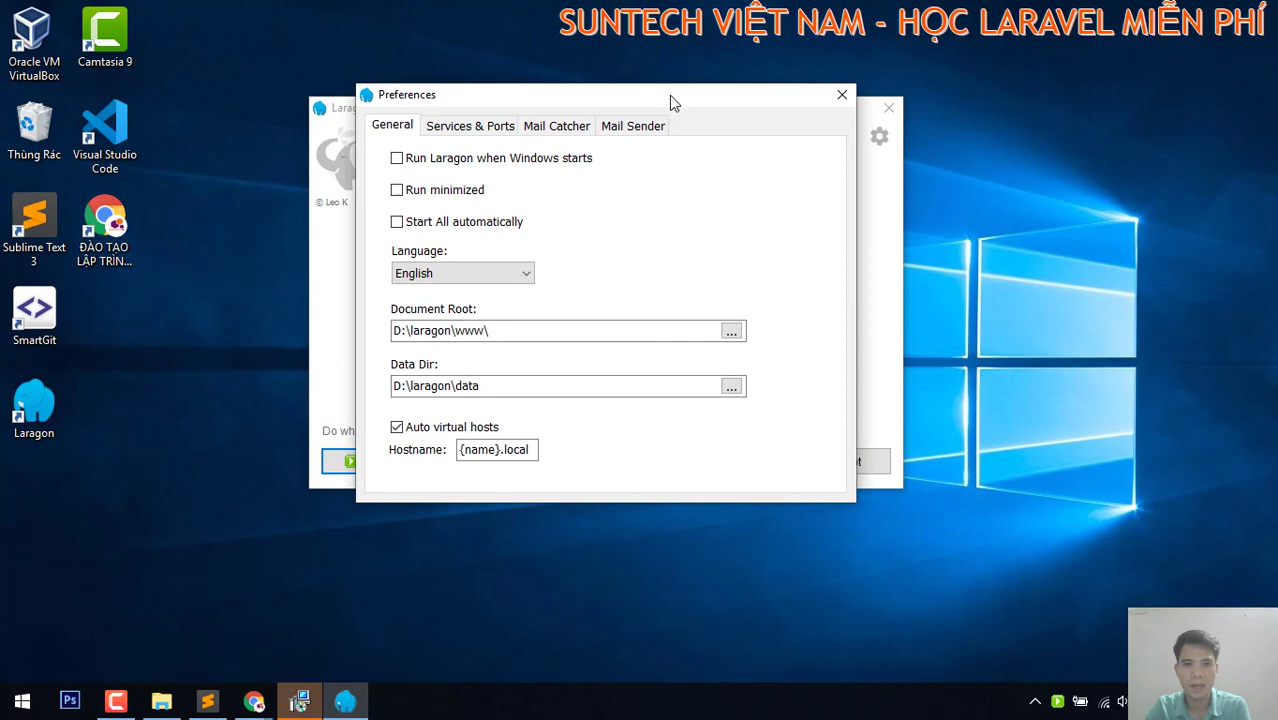 SUNTECH VIỆT NAM - HỌC LARAVEL MIỄN PHÍ
Oracle VM
VirtualBox
Camtasia 9
Thùng Rác
Visual Studio
Code
Sublime Text
3
ĐÀO TẠO
LẬP TRÌN...
SmartGit
Laragon
Preferences
General
Services & Ports
Mail Catcher
Mail Sender
Run Laragon when Windows starts
Run minimized
Start All automatically
Language:
English
Document Root:
D:\laragon\www\
...
Data Dir:
D:\laragon\data
...
Auto virtual hosts
Hostname:
{name}.local
© Leo K
Ps